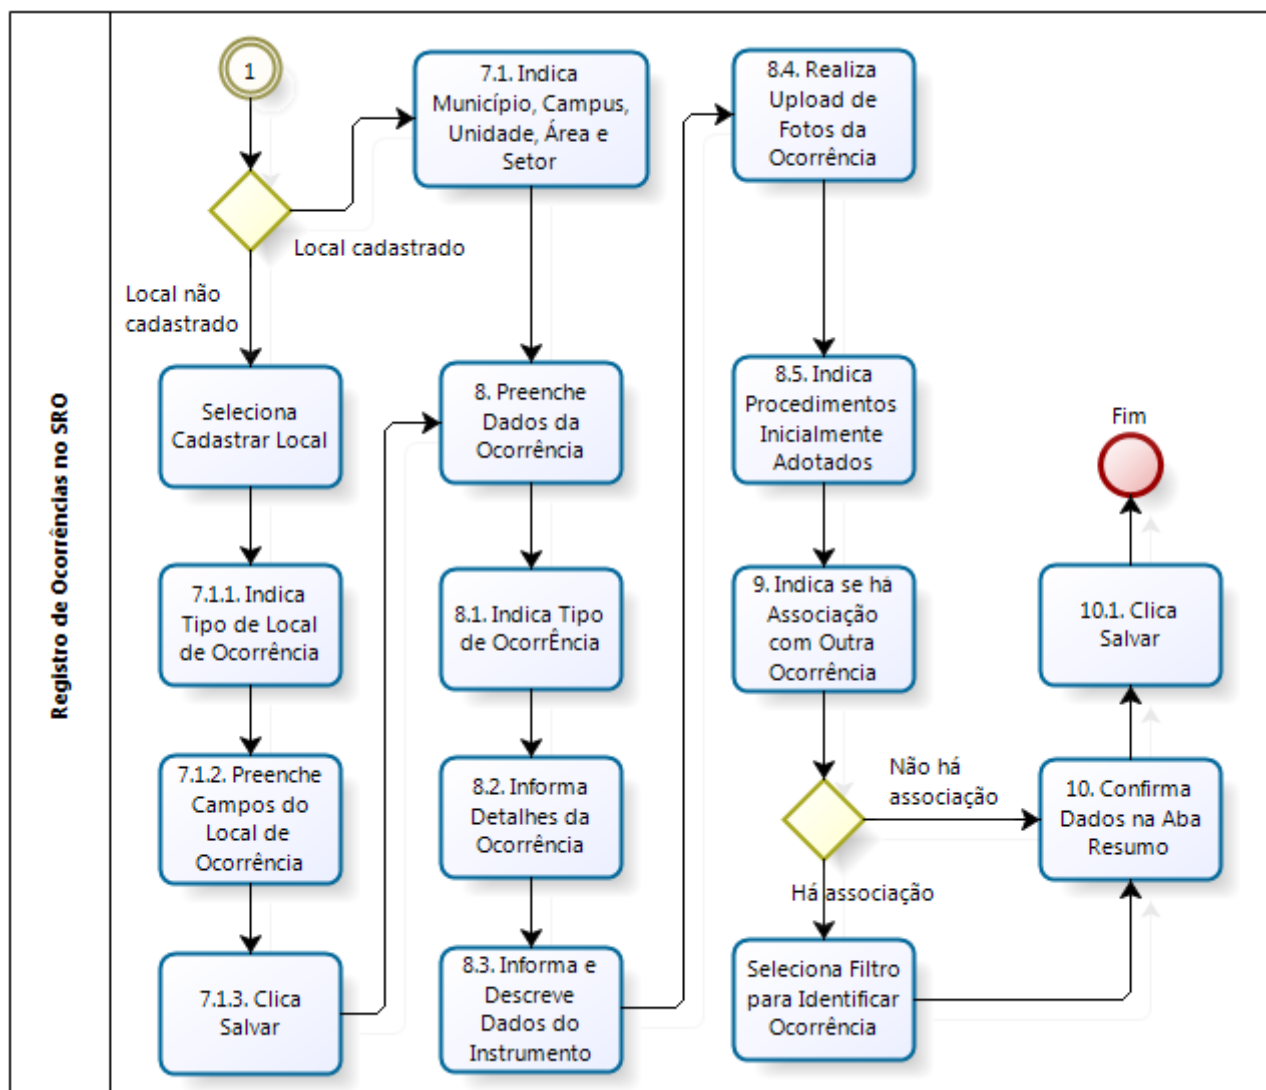 Registro de Ocorrências no SRO
1
Local cadastrado
Local não
cadastrado
7.1. Indica
Município, Campus,
Unidade, Área e
Setor
Seleciona
Cadastrar Local
7.1.1. Indica
Tipo de Local
de Ocorrência
7.1.2. Preenche
Campos do
Local de
Ocorrência
7.1.3. Clica
Salvar
8. Preenche
Dados da
Ocorrência
8.1. Indica Tipo
de OcorrÊncia
8.2. Informa
Detalhes da
Ocorrência
8.3. Informa e
Descreve
Dados do
Instrumento
8.4. Realiza
Upload de
Fotos da
Ocorrência
8.5. Indica
Procedimentos
Inicialmente
Adotados
9. Indica se há
Associação
com Outra
Ocorrência
Não há
associação
Há associação
Seleciona Filtro
para Identificar
Ocorrência
10. Confirma
Dados na Aba
Resumo
10.1. Clica
Salvar
Fim